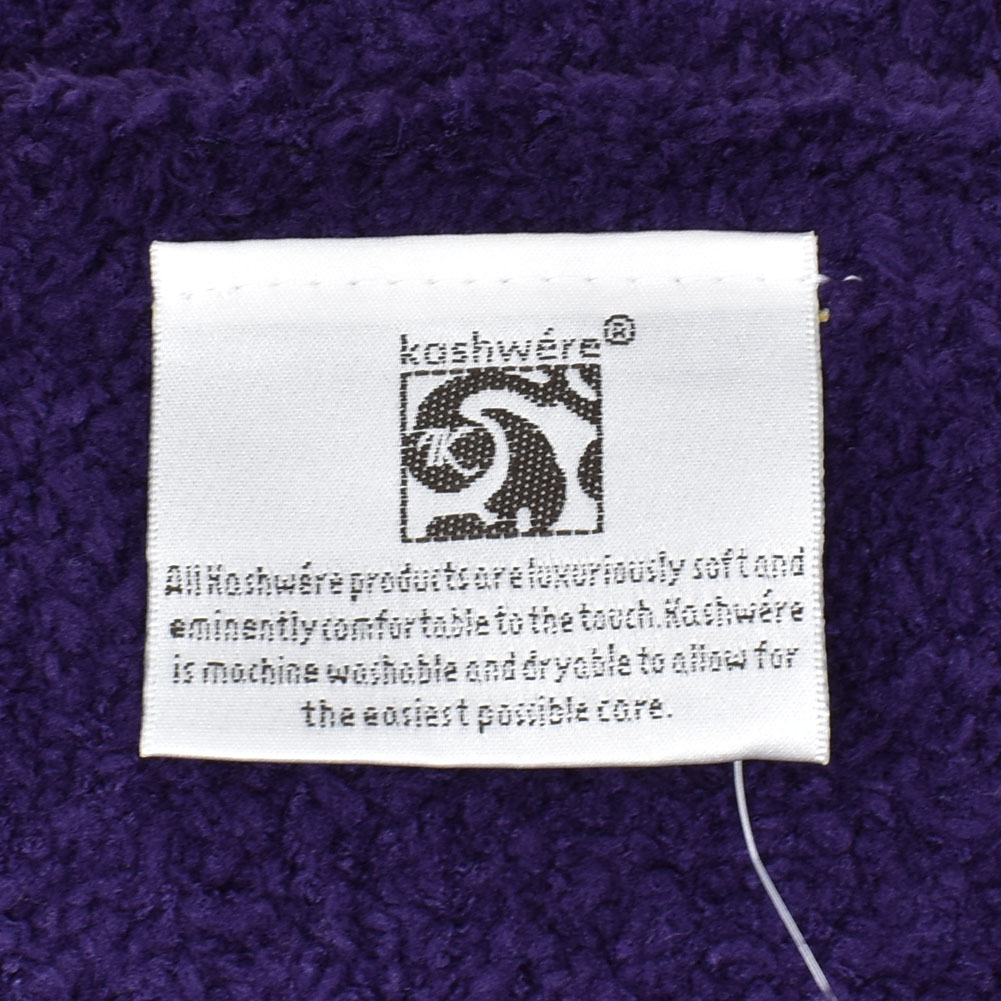 kashwére®
K
All Kashwére products are luxuriously soft and
eminently comfortable to the touch. Kashwére
is machine washable and dryable to allow for
the easiest possible care.